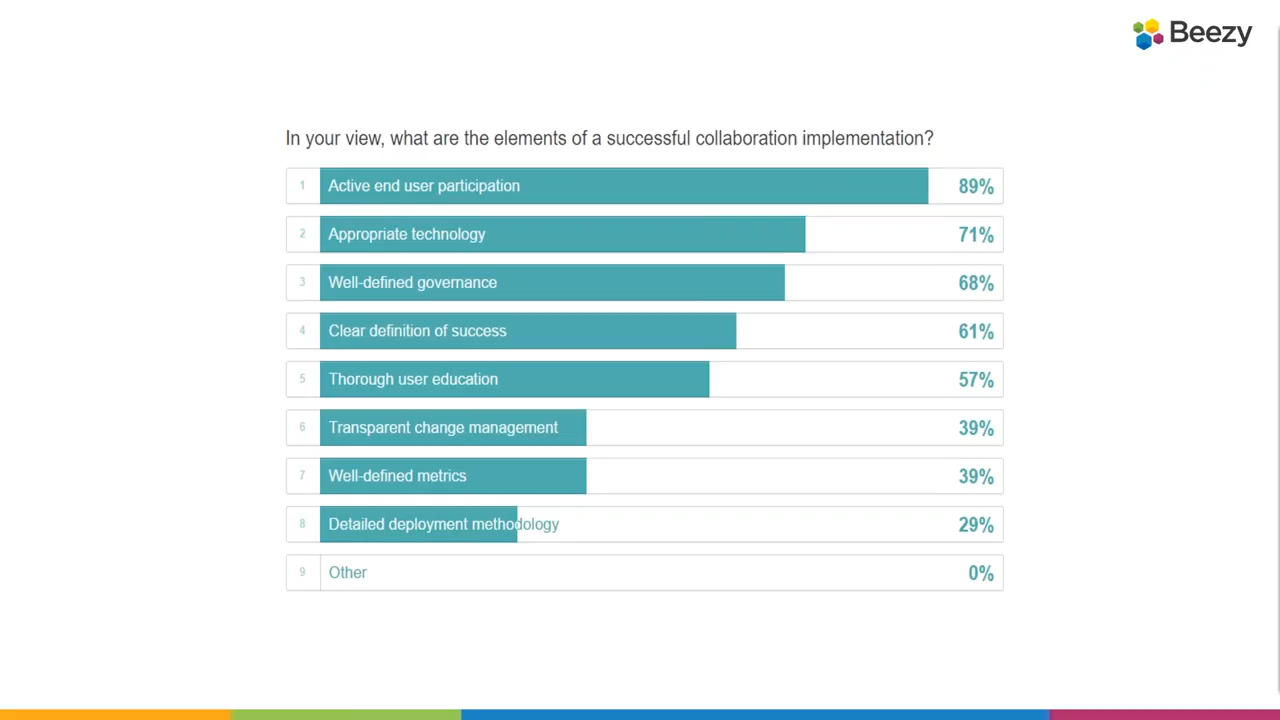 Beezy
In your view, what are the elements of a successful collaboration implementation?
1 Active end user participation 89%
2 Appropriate technology 71%
3 Well-defined governance 68%
4 Clear definition of success 61%
5 Thorough user education 57%
6 Transparent change management 39%
7 Well-defined metrics 39%
8 Detailed deployment methodology 29%
9 Other 0%